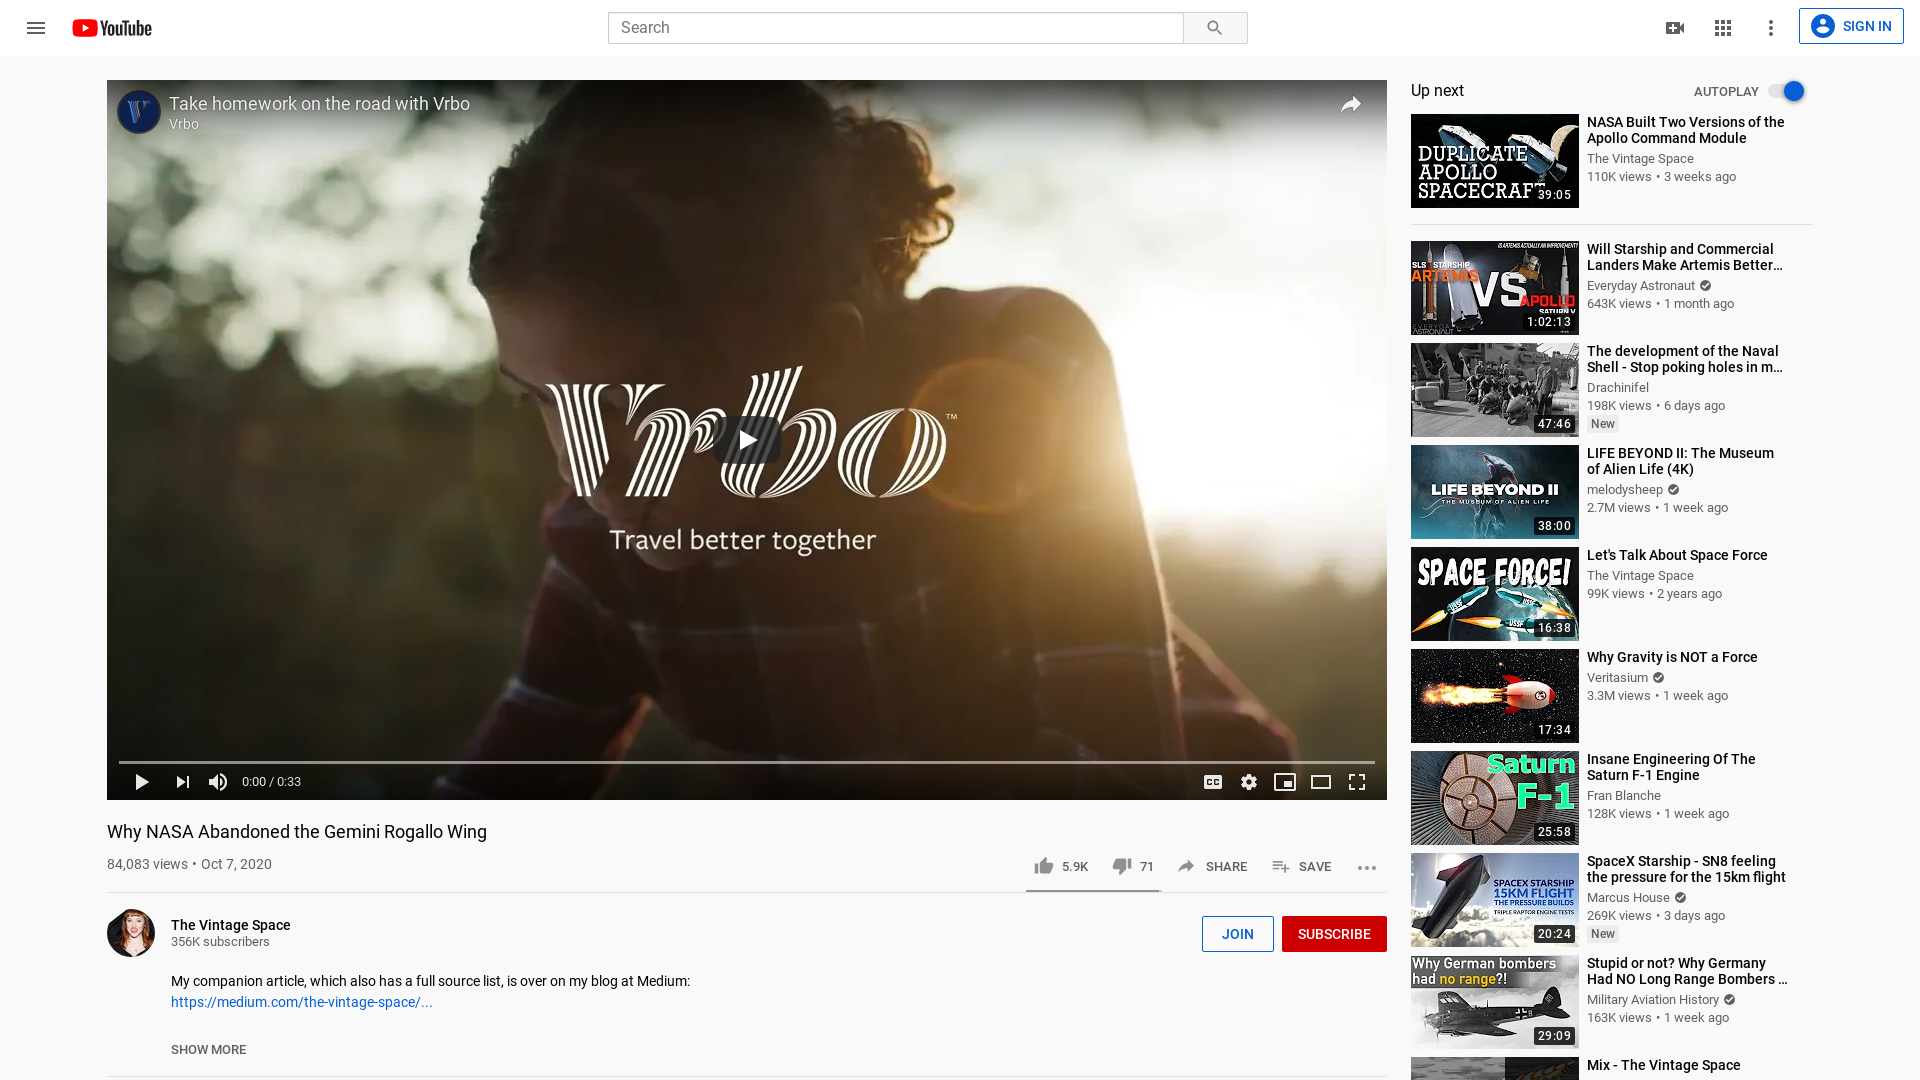 YouTube
Search
SIGN IN
Take homework on the road with Vrbo
Vrbo
Vrbo™
Travel better together
0:00 / 0:33
Why NASA Abandoned the Gemini Rogallo Wing
84,083 views • Oct 7, 2020
5.9K
71
SHARE
SAVE
The Vintage Space
356K subscribers
JOIN
SUBSCRIBE
My companion article, which also has a full source list, is over on my blog at Medium:
https://medium.com/the-vintage-space/...
SHOW MORE
Up next
AUTOPLAY
DUPLICATE
APOLLO
SPACECRAFT
39:05
NASA Built Two Versions of the
Apollo Command Module
The Vintage Space
110K views • 3 weeks ago
IS ARTEMIS ACTUALLY AN IMPROVEMENT?
SLS STARSHIP
ARTEMIS
VS
APOLLO
SATURN V
EVERYDAY
ASTRONAUT
1:02:13
Will Starship and Commercial
Landers Make Artemis Better…
Everyday Astronaut
643K views • 1 month ago
47:46
The development of the Naval
Shell - Stop poking holes in m…
Drachinifel
198K views • 6 days ago
New
LIFE BEYOND II
THE MUSEUM OF ALIEN LIFE
38:00
LIFE BEYOND II: The Museum
of Alien Life (4K)
melodysheep
2.7M views • 1 week ago
SPACE FORCE!
USSF
USSF
USSF
16:38
Let's Talk About Space Force
The Vintage Space
99K views • 2 years ago
17:34
Why Gravity is NOT a Force
Veritasium
3.3M views • 1 week ago
Saturn
F-1
25:58
Insane Engineering Of The
Saturn F-1 Engine
Fran Blanche
128K views • 1 week ago
SPACEX STARSHIP
15KM FLIGHT
THE PRESSURE BUILDS
TRIPLE RAPTOR ENGINE TESTS
20:24
SpaceX Starship - SN8 feeling
the pressure for the 15km flight
Marcus House
269K views • 3 days ago
New
Why German bombers
had no range?!
29:09
Stupid or not? Why Germany
Had NO Long Range Bombers …
Military Aviation History
163K views • 1 week ago
Mix - The Vintage Space